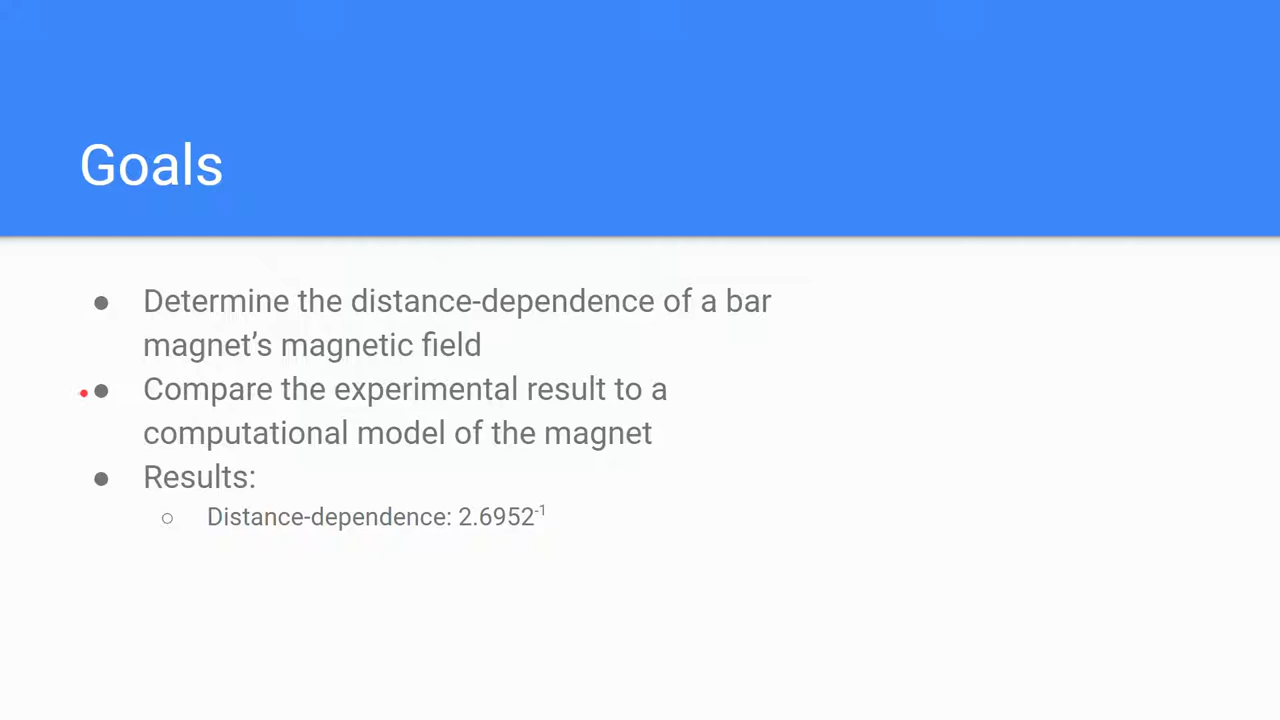 Goals
● Determine the distance-dependence of a bar
magnet’s magnetic field
● Compare the experimental result to a
computational model of the magnet
● Results:
○ Distance-dependence: 2.6952⁻¹